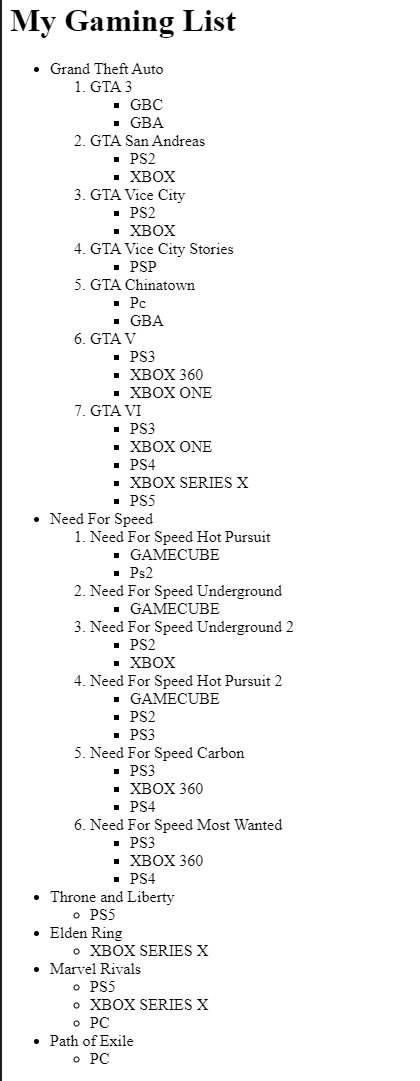 My Gaming List
Grand Theft Auto
1. GTA 3
GBC
GBA
2. GTA San Andreas
PS2
XBOX
3. GTA Vice City
PS2
XBOX
4. GTA Vice City Stories
PSP
5. GTA Chinatown
Pc
GBA
6. GTA V
PS3
XBOX 360
XBOX ONE
7. GTA VI
PS3
XBOX ONE
PS4
XBOX SERIES X
PS5
Need For Speed
1. Need For Speed Hot Pursuit
GAMECUBE
Ps2
2. Need For Speed Underground
GAMECUBE
3. Need For Speed Underground 2
PS2
XBOX
4. Need For Speed Hot Pursuit 2
GAMECUBE
PS2
PS3
5. Need For Speed Carbon
PS3
XBOX 360
PS4
6. Need For Speed Most Wanted
PS3
XBOX 360
PS4
Throne and Liberty
PS5
Elden Ring
XBOX SERIES X
Marvel Rivals
PS5
XBOX SERIES X
PC
Path of Exile
PC